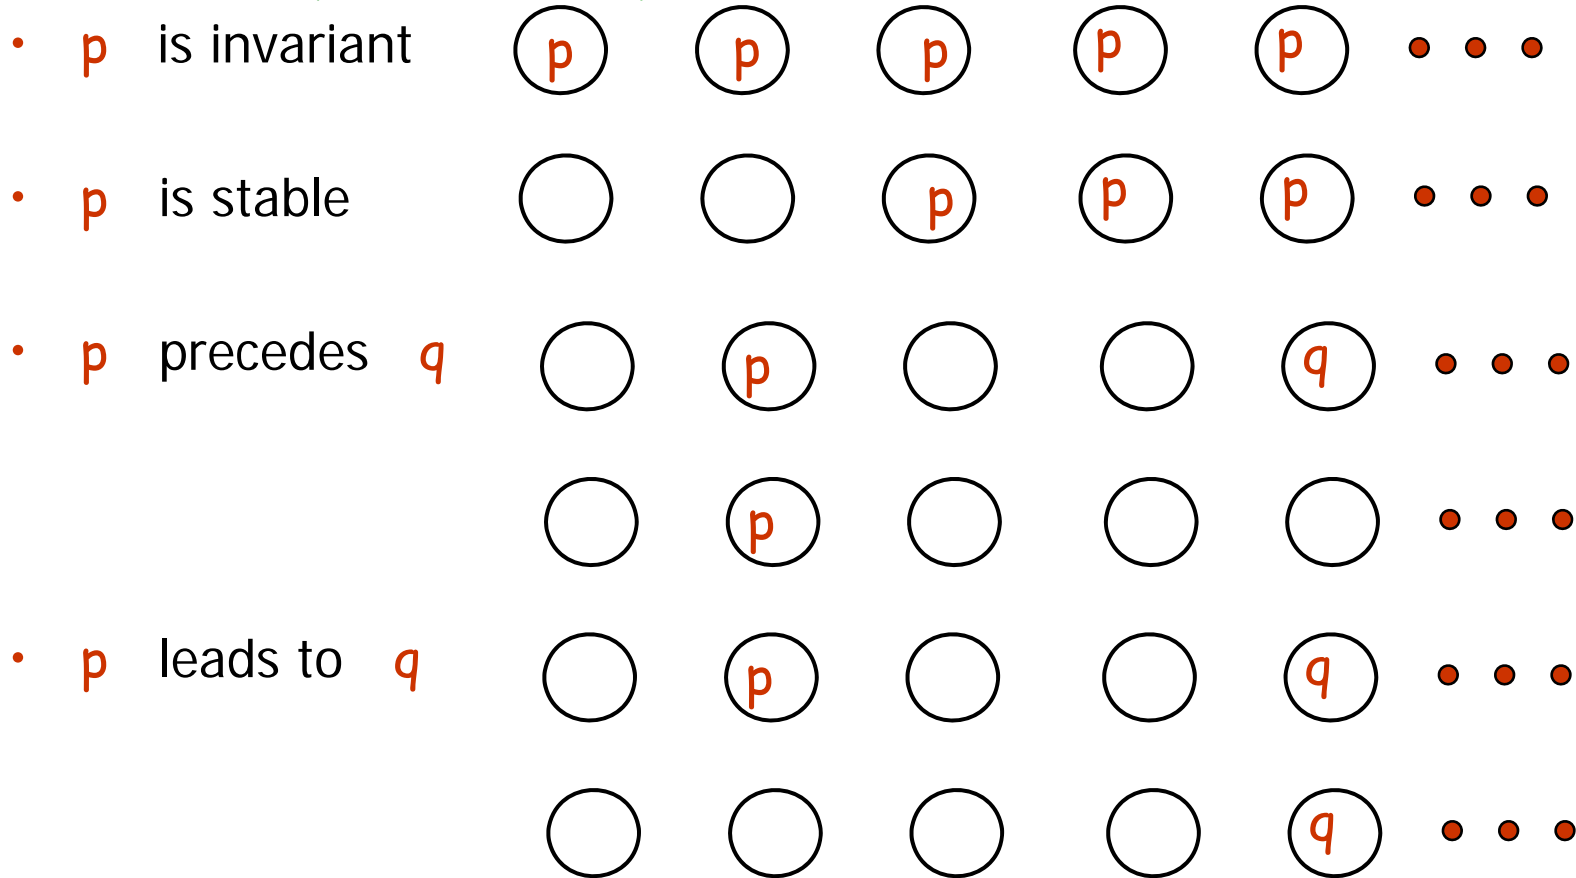 • p is invariant p p p p p
• p is stable p p p
• p precedes q p q
p
• p leads to q p q
q